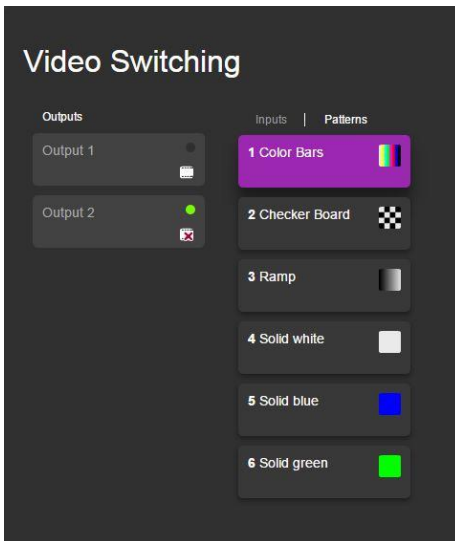 Video Switching
Outputs
Output 1
Output 2
Inputs | Patterns
1 Color Bars
2 Checker Board
3 Ramp
4 Solid white
5 Solid blue
6 Solid green